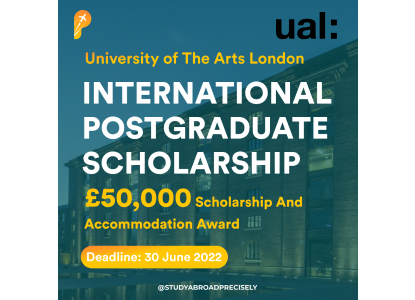 ual:
University of The Arts London
INTERNATIONAL
POSTGRADUATE
SCHOLARSHIP
£50,000 Scholarship And
Accommodation Award
Deadline: 30 June 2022
@STUDYABROADPRECISELY